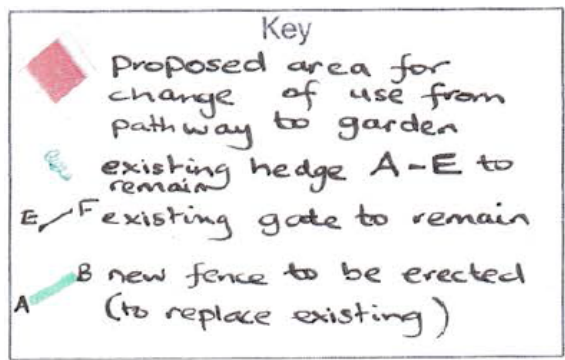 Key
Proposed area for
change of use from
pathway to garden
existing hedge A-E to
remain
E F existing gate to remain
A B new fence to be erected
(to replace existing)